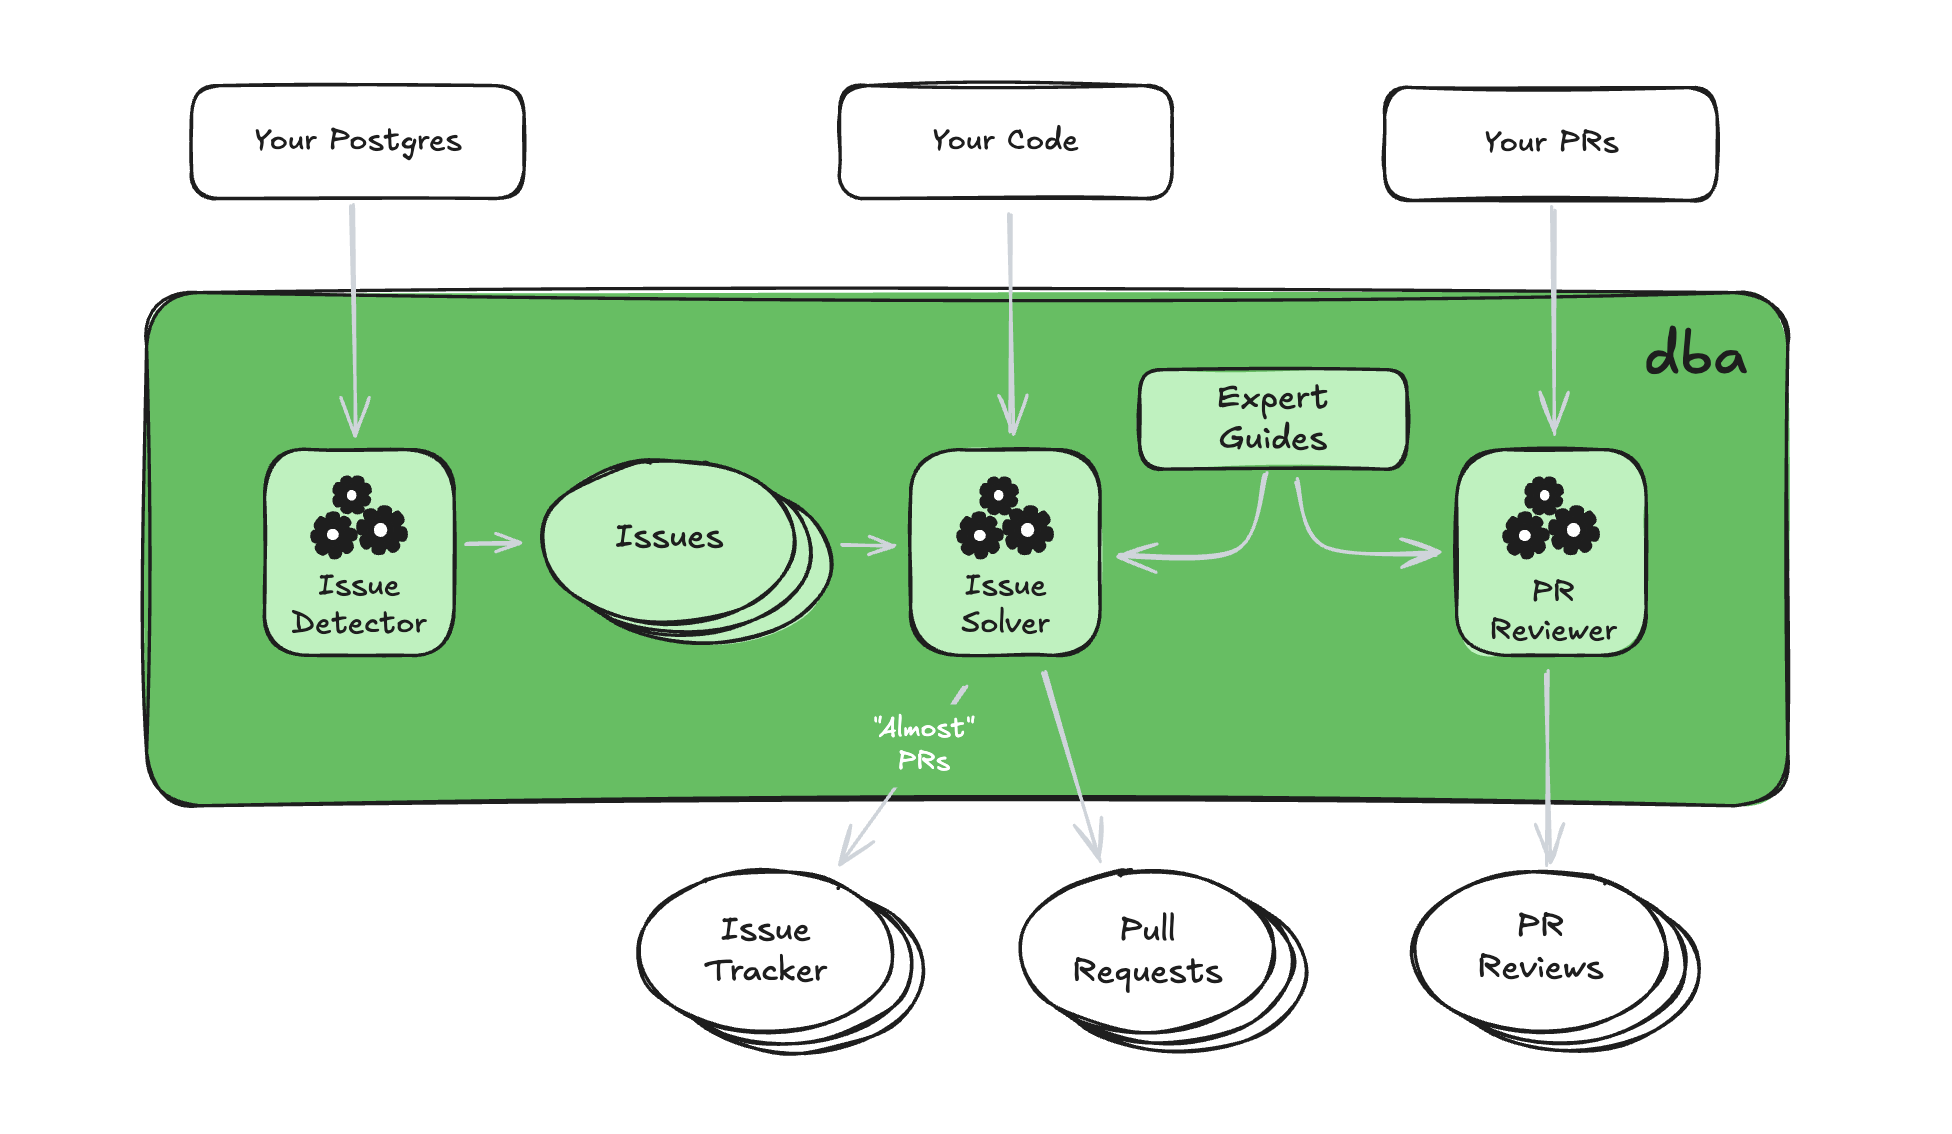 Your Postgres
Your Code
Your PRs
dba
Expert
Guides
Issue
Detector
Issues
Issue
Solver
PR
Reviewer
"Almost"
PRs
Issue
Tracker
Pull
Requests
PR
Reviews